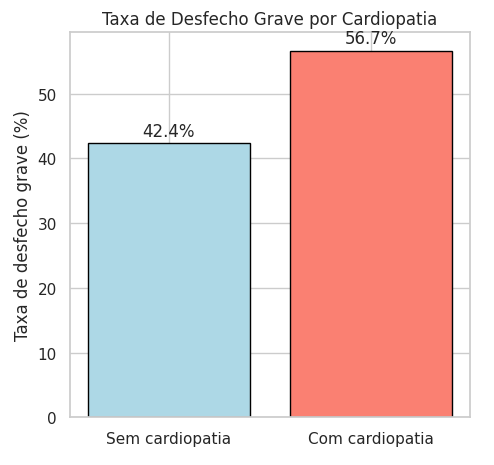 Taxa de Desfecho Grave por Cardiopatia
56.7%
42.4%
Taxa de desfecho grave (%)
50
40
30
20
10
0
Sem cardiopatia
Com cardiopatia